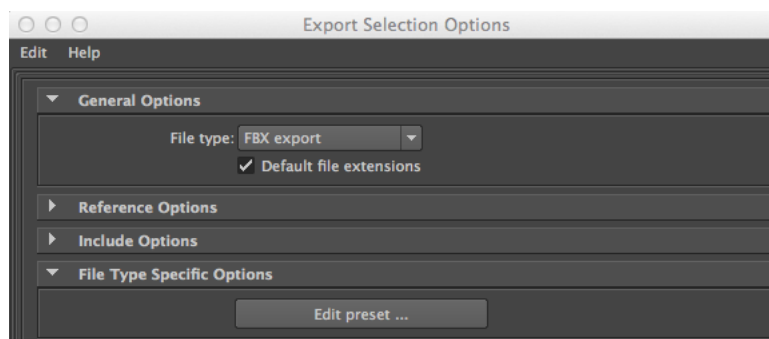 Export Selection Options
Edit Help
General Options
File type: FBX export
Default file extensions
Reference Options
Include Options
File Type Specific Options
Edit preset ...